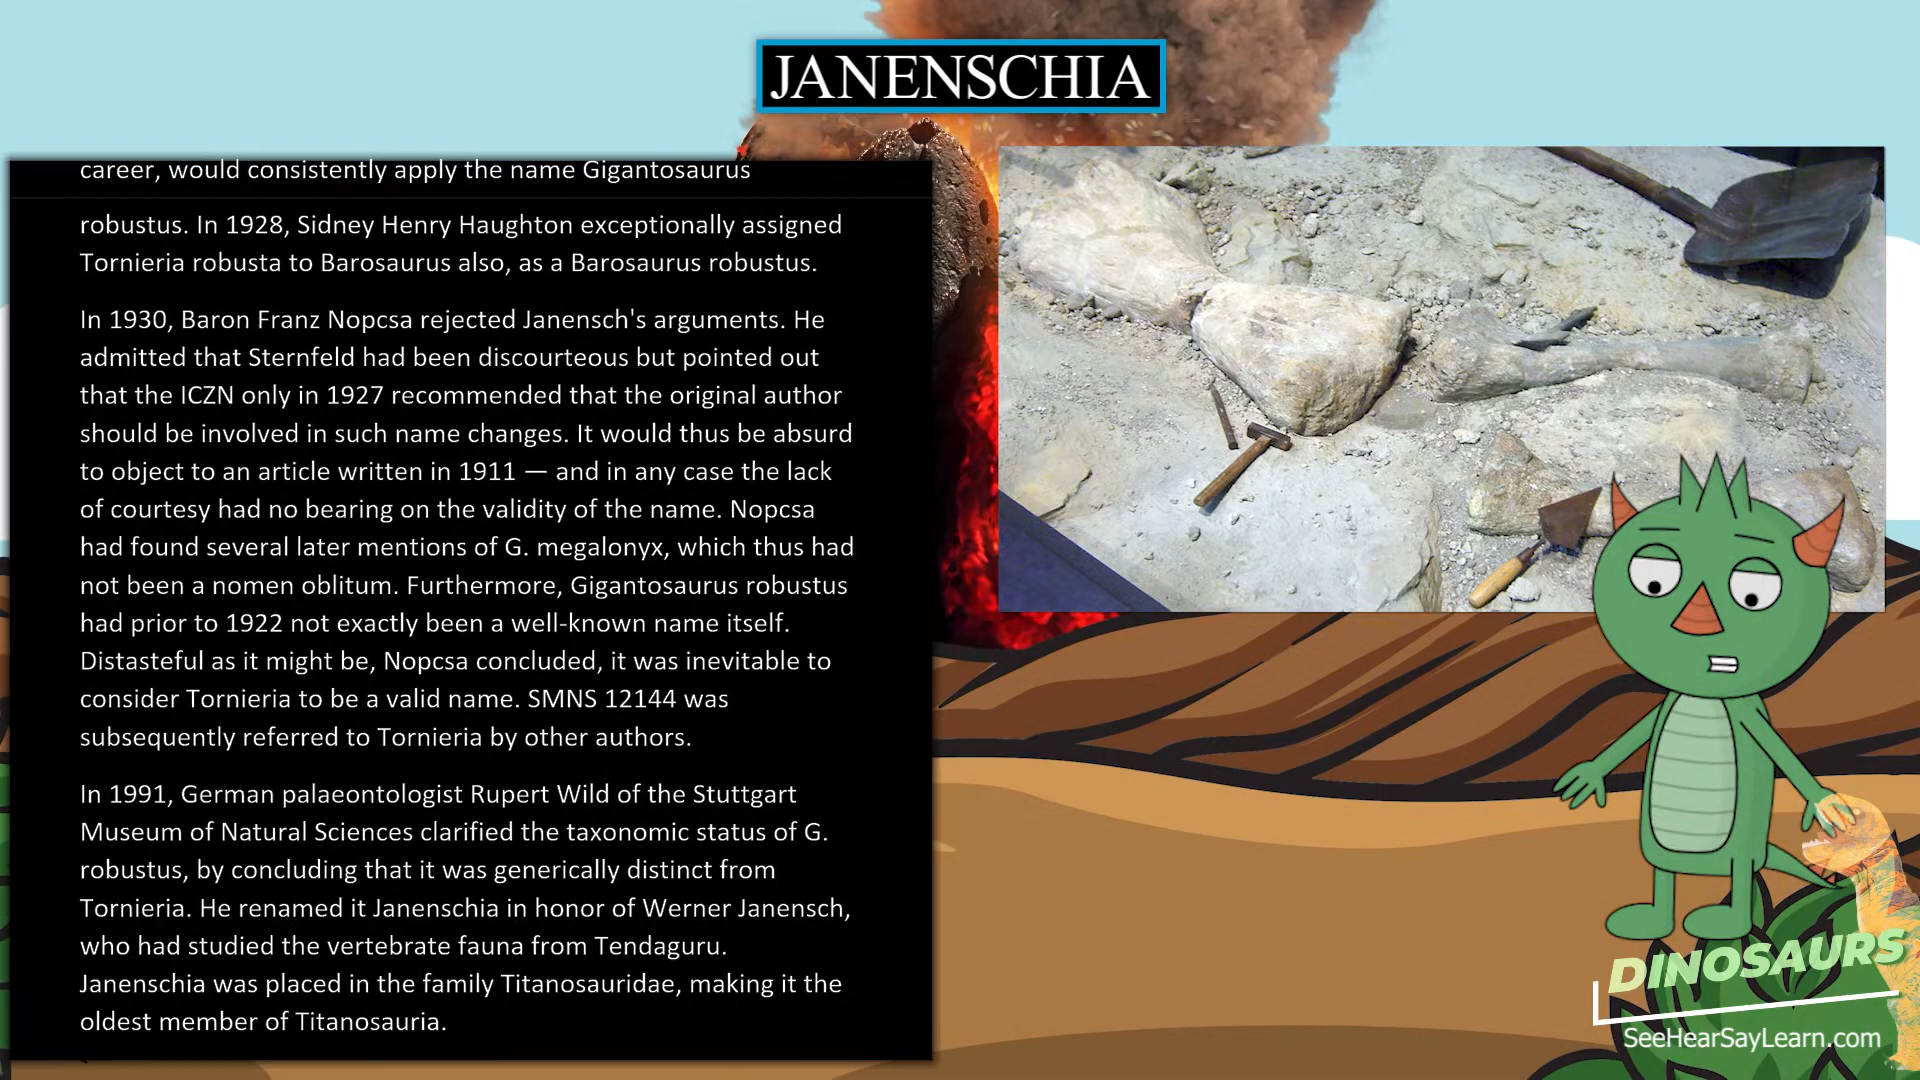 JANENSCHIA
career, would consistently apply the name Gigantosaurus
robustus. In 1928, Sidney Henry Haughton exceptionally assigned
Tornieria robusta to Barosaurus also, as a Barosaurus robustus.
In 1930, Baron Franz Nopcsa rejected Janensch's arguments. He
admitted that Sternfeld had been discourteous but pointed out
that the ICZN only in 1927 recommended that the original author
should be involved in such name changes. It would thus be absurd
to object to an article written in 1911 — and in any case the lack
of courtesy had no bearing on the validity of the name. Nopcsa
had found several later mentions of G. megalonyx, which thus had
not been a nomen oblitum. Furthermore, Gigantosaurus robustus
had prior to 1922 not exactly been a well-known name itself.
Distasteful as it might be, Nopcsa concluded, it was inevitable to
consider Tornieria to be a valid name. SMNS 12144 was
subsequently referred to Tornieria by other authors.
In 1991, German palaeontologist Rupert Wild of the Stuttgart
Museum of Natural Sciences clarified the taxonomic status of G.
robustus, by concluding that it was generically distinct from
Tornieria. He renamed it Janenschia in honor of Werner Janensch,
who had studied the vertebrate fauna from Tendaguru.
Janenschia was placed in the family Titanosauridae, making it the
oldest member of Titanosauria.
DINOSAURS
SeeHearSayLearn.com